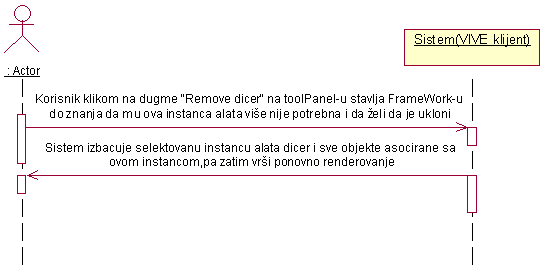 Sistem(VIVE klijent)
: Actor
Korisnik klikom na dugme "Remove dicer" na toolPanel-u stavlja FrameWork-u
do znanja da mu ova instanca alata više nije potrebna i da želi da je ukloni
Sistem izbacuje selektovanu instancu alata dicer i sve objekte asocirane sa
ovom instancom,pa zatim vrši ponovno renderovanje